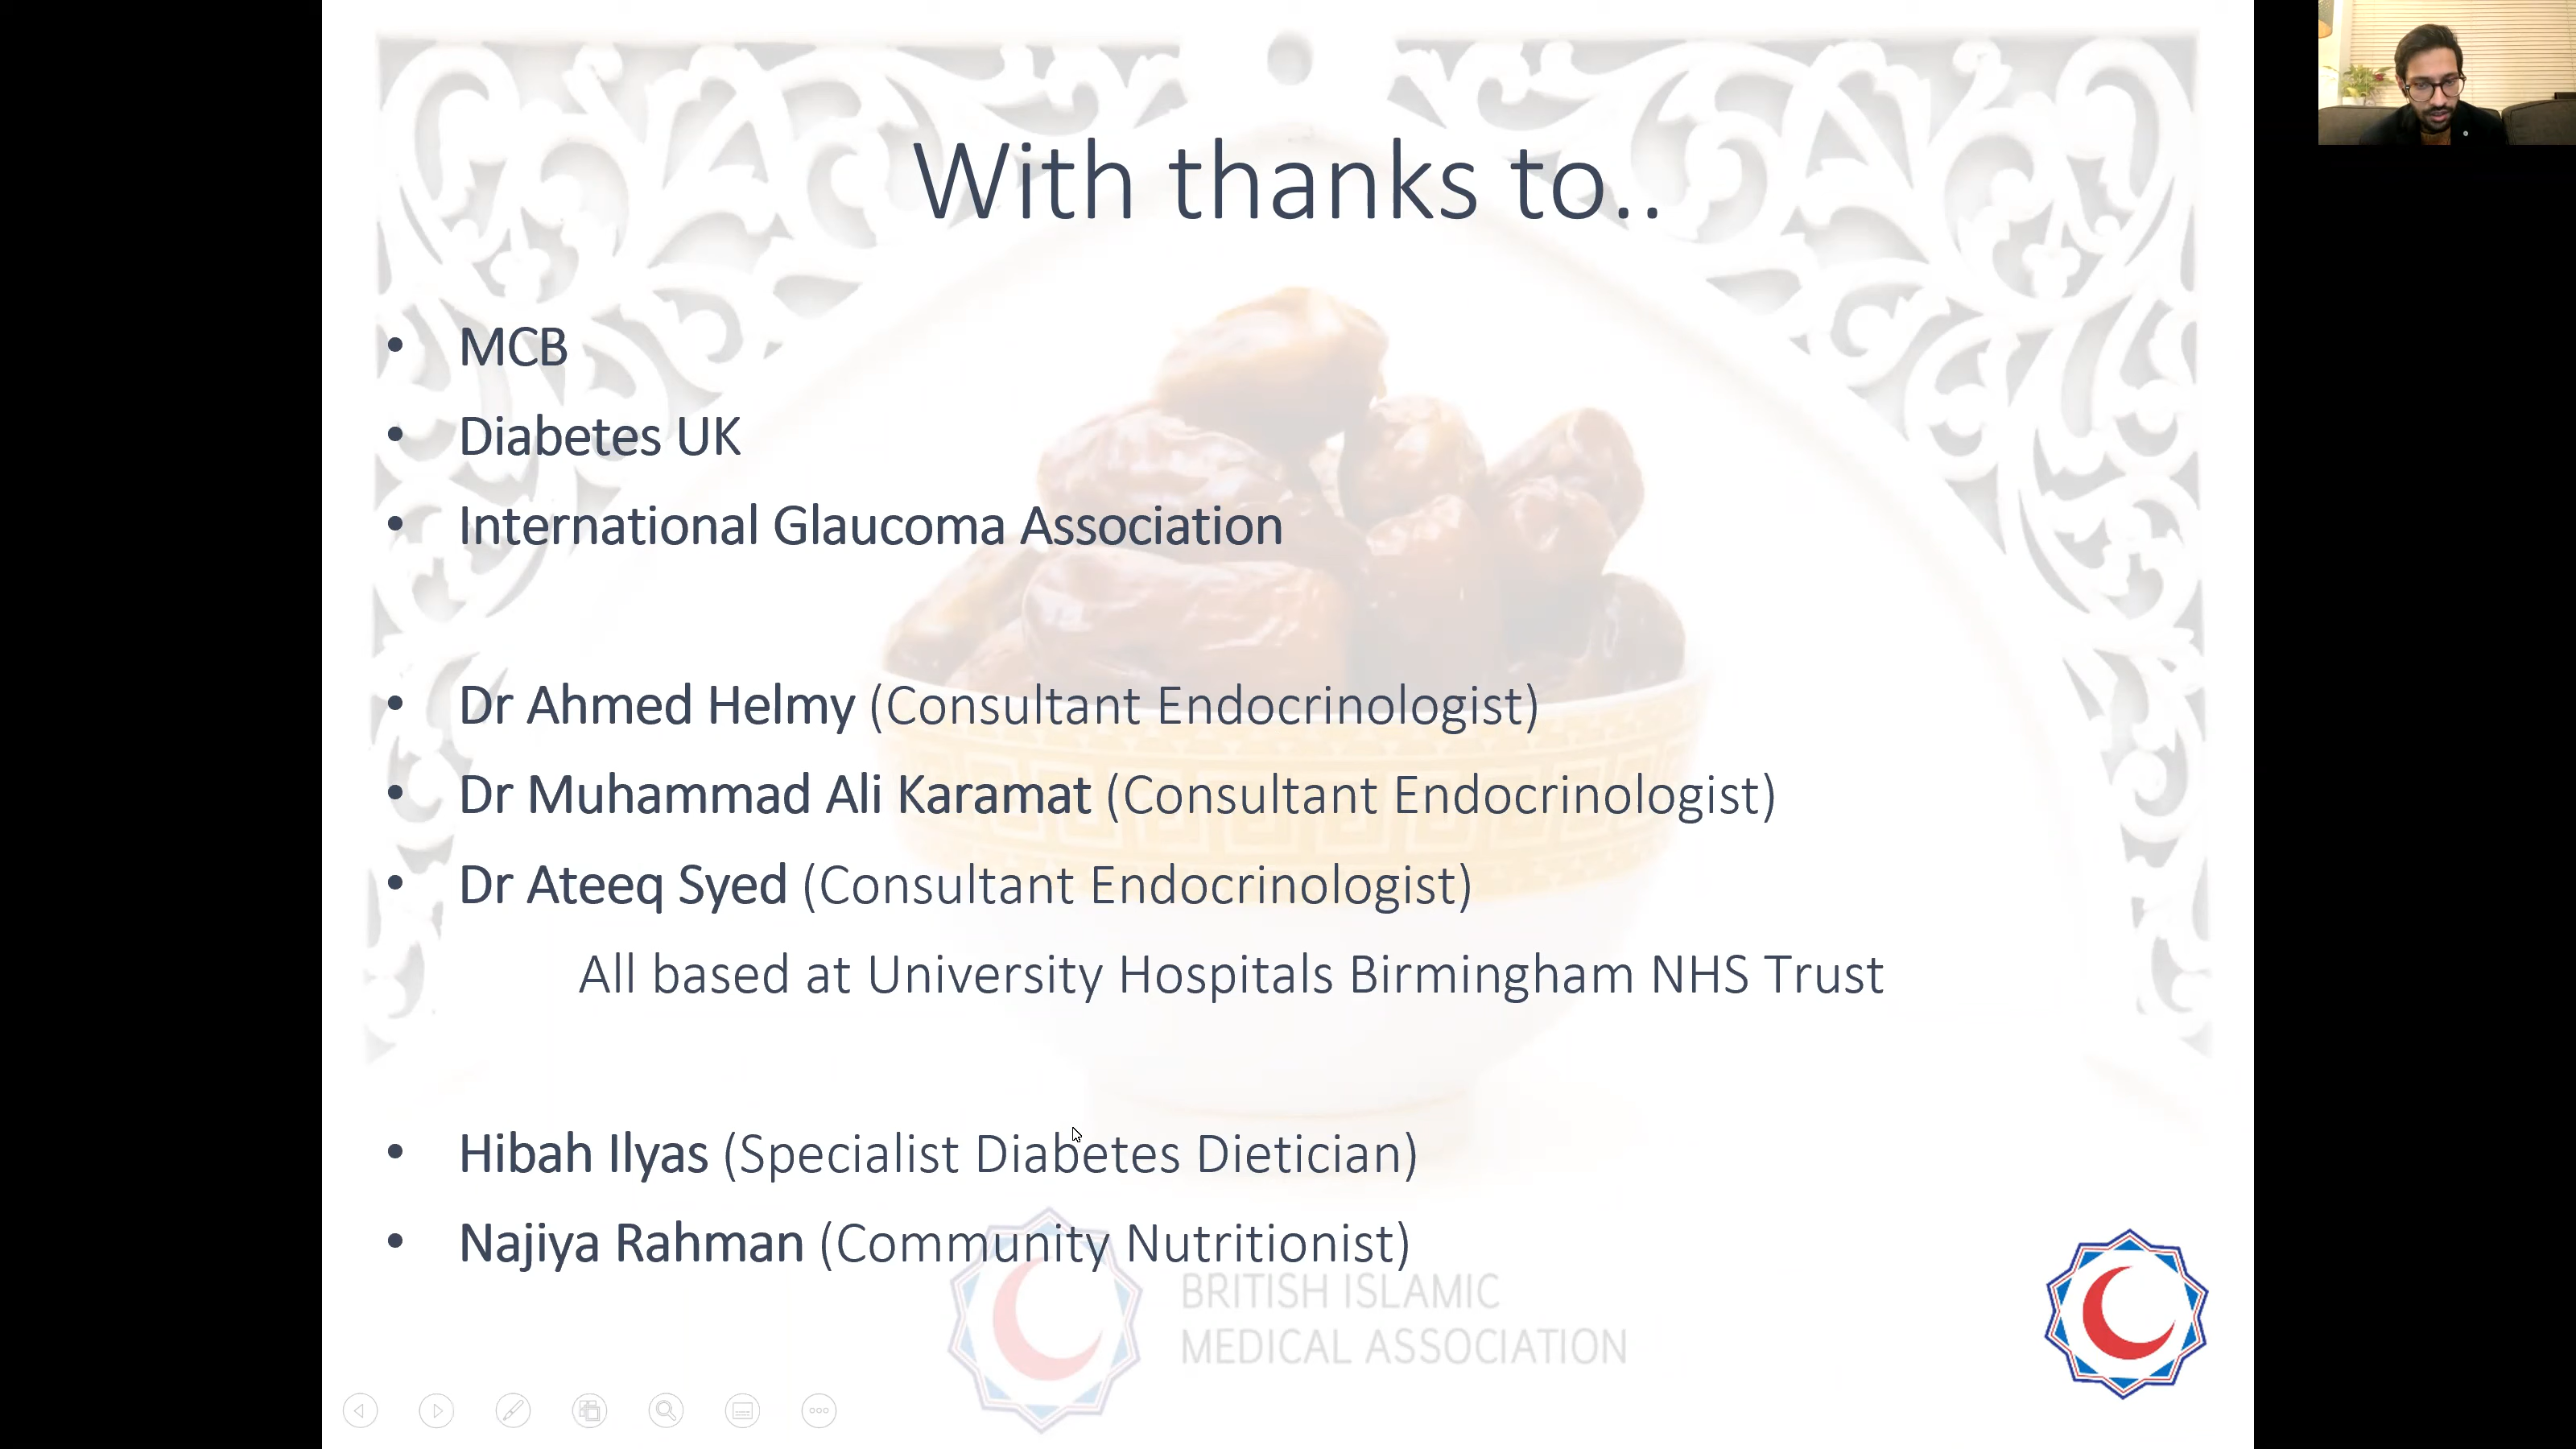 With thanks to..
• MCB
• Diabetes UK
• International Glaucoma Association
• Dr Ahmed Helmy (Consultant Endocrinologist)
• Dr Muhammad Ali Karamat (Consultant Endocrinologist)
• Dr Ateeq Syed (Consultant Endocrinologist)
All based at University Hospitals Birmingham NHS Trust
• Hibah Ilyas (Specialist Diabetes Dietician)
• Najiya Rahman (Community Nutritionist)
BRITISH ISLAMIC
MEDICAL ASSOCIATION